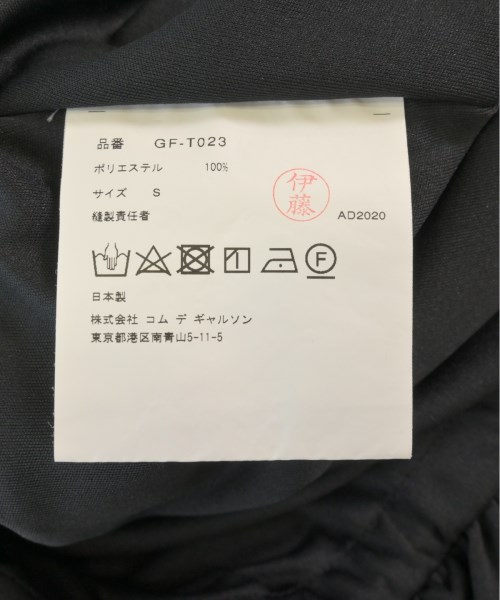 品番 GF-T023
ポリエステル 100%
サイズ S
縫製責任者
伊藤
AD2020
F
日本製
株式会社 コム デ ギャルソン
東京都港区南青山5-11-5